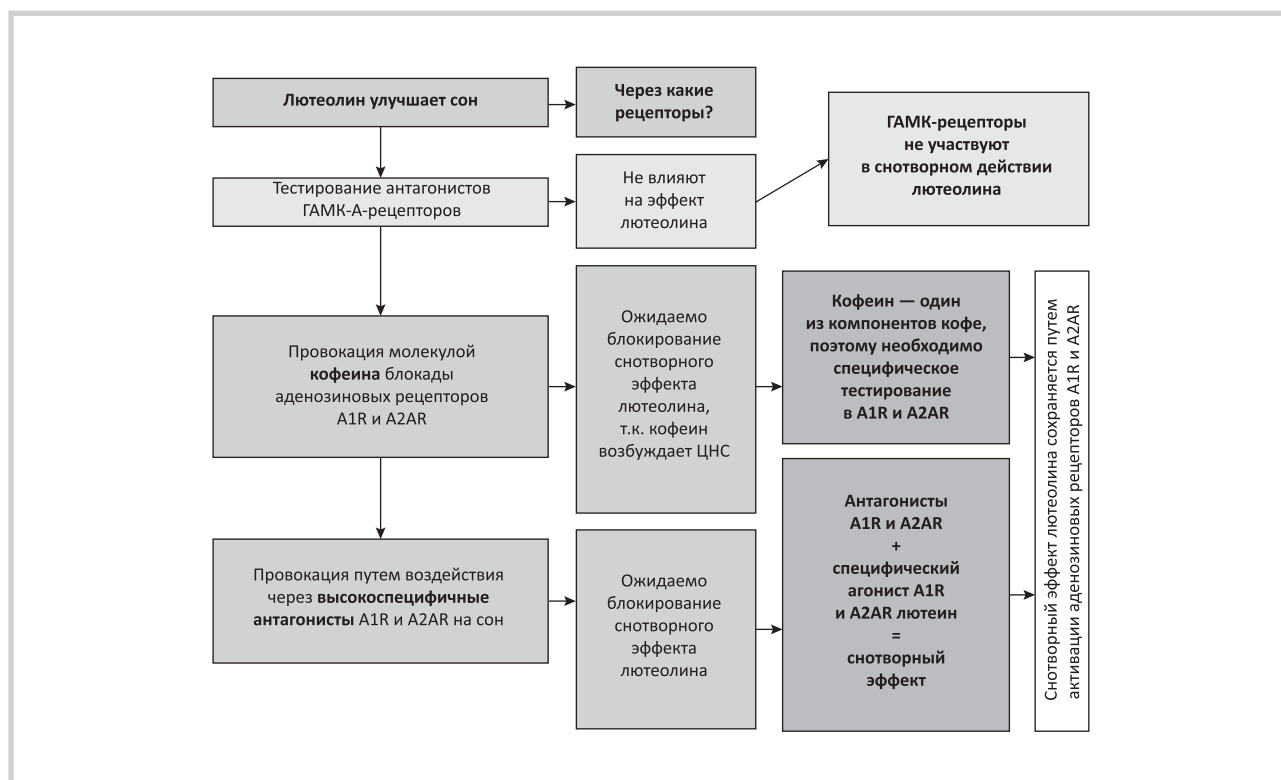 Лютеолин улучшает сон
Через какие
рецепторы?
ГАМК-рецепторы
не участвуют
в снотворном действии
лютеолина
Тестирование антагонистов
ГАМК-А-рецепторов
Не влияют
на эффект
лютеолина
Провокация молекулой
кофеина блокады
аденозиновых рецепторов
A1R и A2AR
Ожидаемо
блокирование
снотворного
эффекта
лютеолина,
т.к. кофеин
возбуждает ЦНС
Кофеин — один
из компонентов кофе,
поэтому необходимо
специфическое
тестирование
в A1R и A2AR
Провокация путем воздействия
через высокоспецифичные
антагонисты A1R и A2AR на сон
Ожидаемо
блокирование
снотворного
эффекта
лютеолина
Антагонисты
A1R и A2AR
+
специфический
агонист A1R
и A2AR лютеин
=
снотворный
эффект
Снотворный эффект лютеолина сохраняется путем
активации аденозиновых рецепторов A1R и A2AR